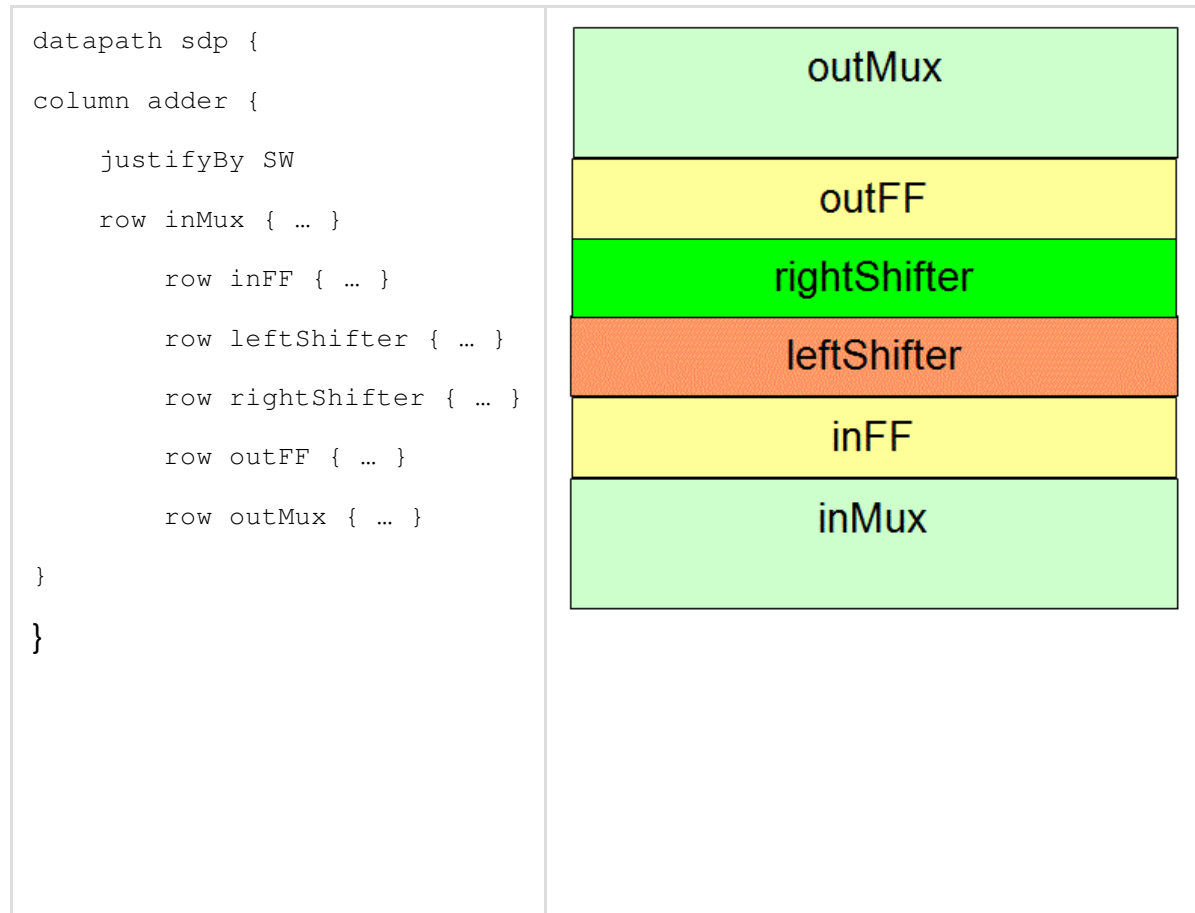 datapath sdp {
column adder {
justifyBy SW
row inMux { … }
row inFF { … }
row leftShifter { … }
row rightShifter { … }
row outFF { … }
row outMux { … }
}
}
outMux
outFF
rightShifter
leftShifter
inFF
inMux